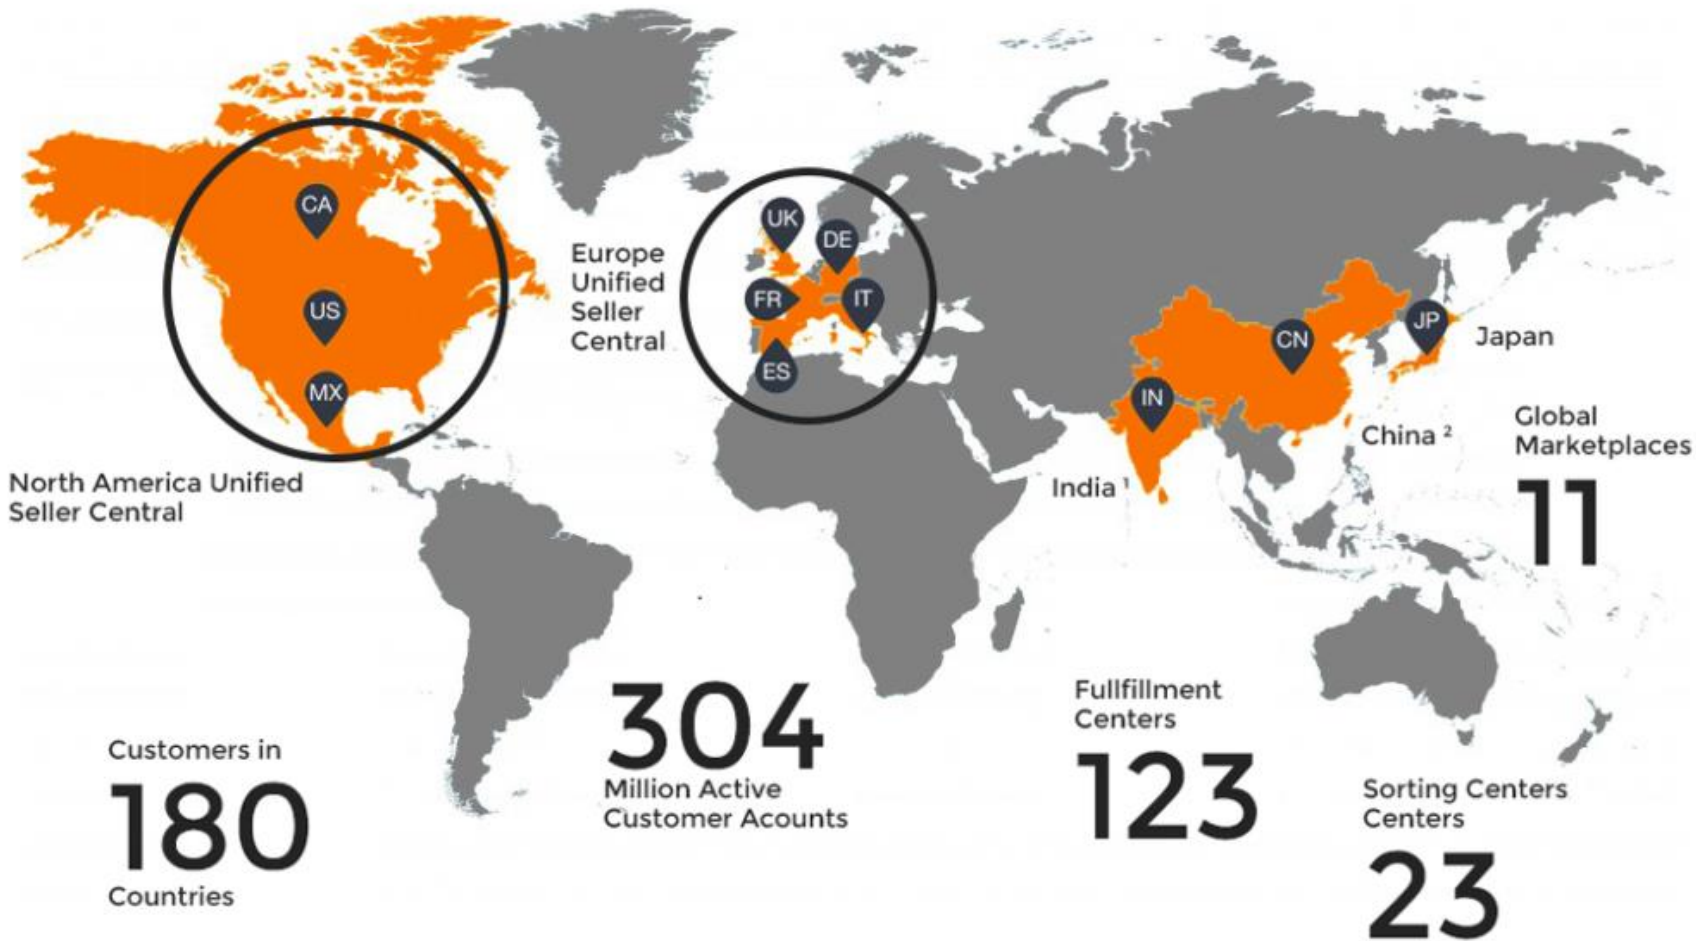 CA
US
MX
North America Unified
Seller Central
Europe
Unified
Seller
Central
UK
DE
FR
IT
ES
IN
CN
JP
Japan
China ²
India ¹
Global
Marketplaces
11
Customers in
180
Countries
304
Million Active
Customer Acounts
Fullfillment
Centers
123
Sorting Centers
Centers
23